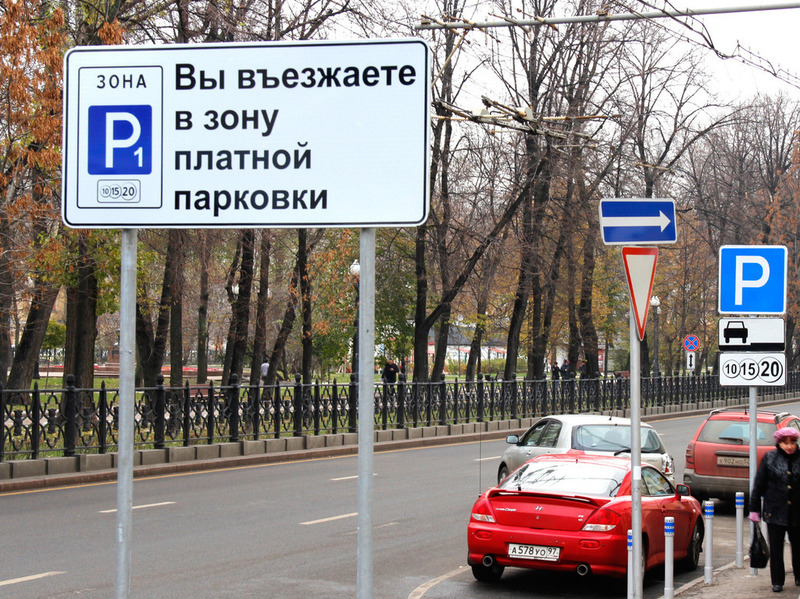 ЗОНА
P1
10 15 20
Вы въезжаете
в зону
платной
парковки
P
10 15 20
А578УО 97